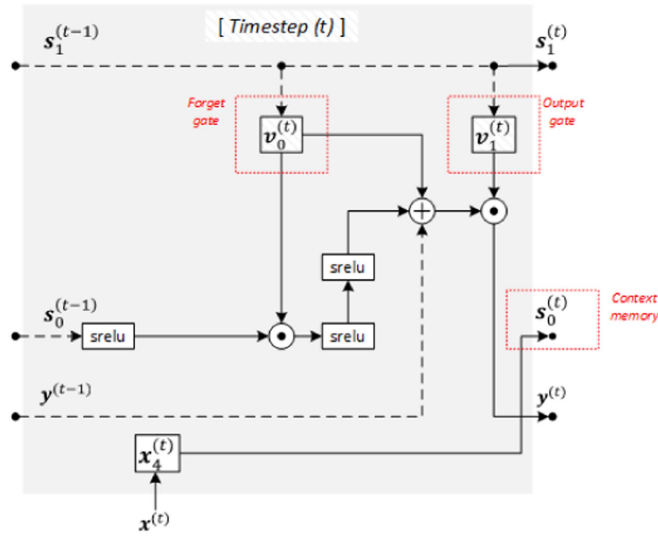 [ Timestep (t) ]
s₁⁽ᵗ⁻¹⁾
s₁⁽ᵗ⁾
Forget
gate
Output
gate
v₀⁽ᵗ⁾
v₁⁽ᵗ⁾
srelu
s₀⁽ᵗ⁻¹⁾
s₀⁽ᵗ⁾
Context
memory
srelu
srelu
y⁽ᵗ⁻¹⁾
y⁽ᵗ⁾
x₄⁽ᵗ⁾
x⁽ᵗ⁾